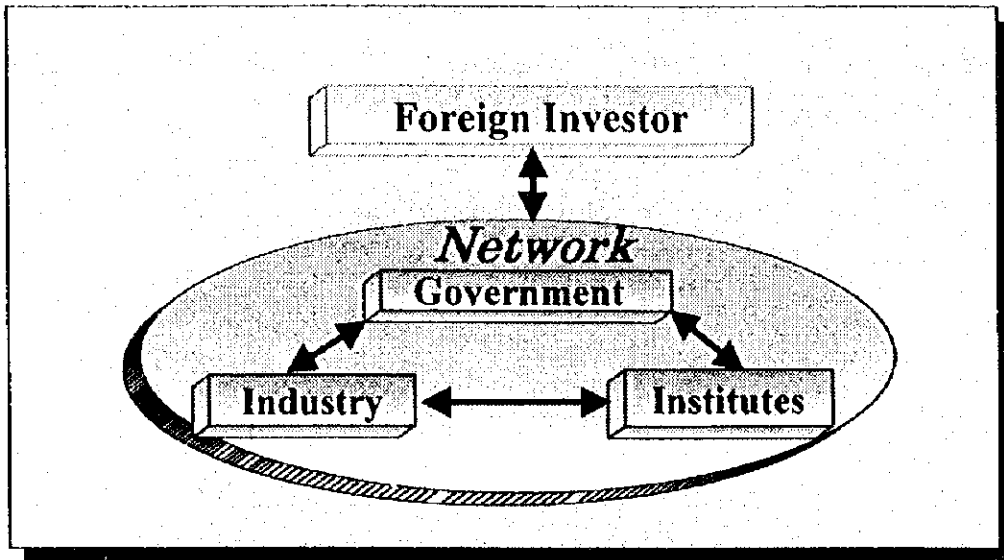 Foreign Investor
Network
Government
Industry
Institutes